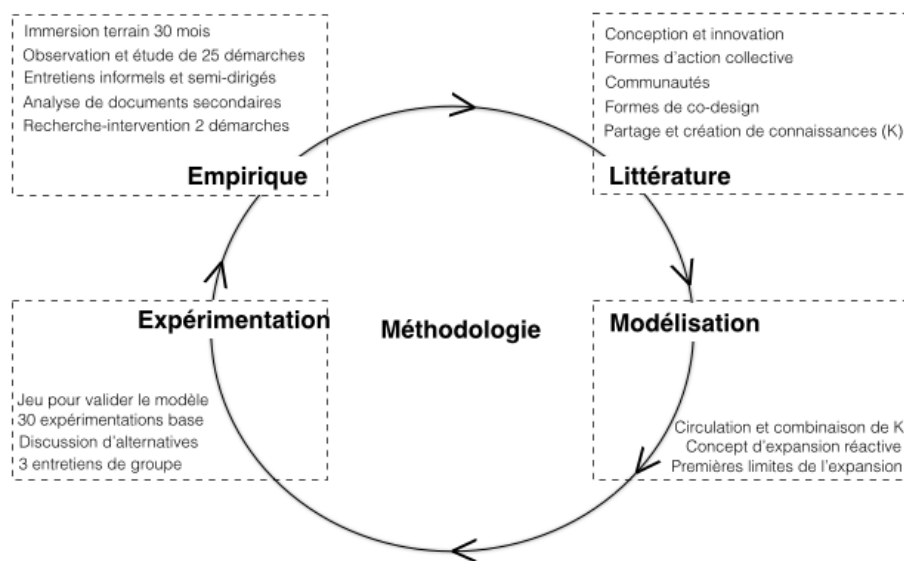 Immersion terrain 30 mois
Observation et étude de 25 démarches
Entretiens informels et semi-dirigés
Analyse de documents secondaires
Recherche-intervention 2 démarches
Empirique
Conception et innovation
Formes d'action collective
Communautés
Formes de co-design
Partage et création de connaissances (K)
Littérature
Expérimentation
Jeu pour valider le modèle
30 expérimentations base
Discussion d'alternatives
3 entretiens de groupe
Méthodologie
Modélisation
Circulation et combinaison de K
Concept d'expansion réactive
Premières limites de l'expansion